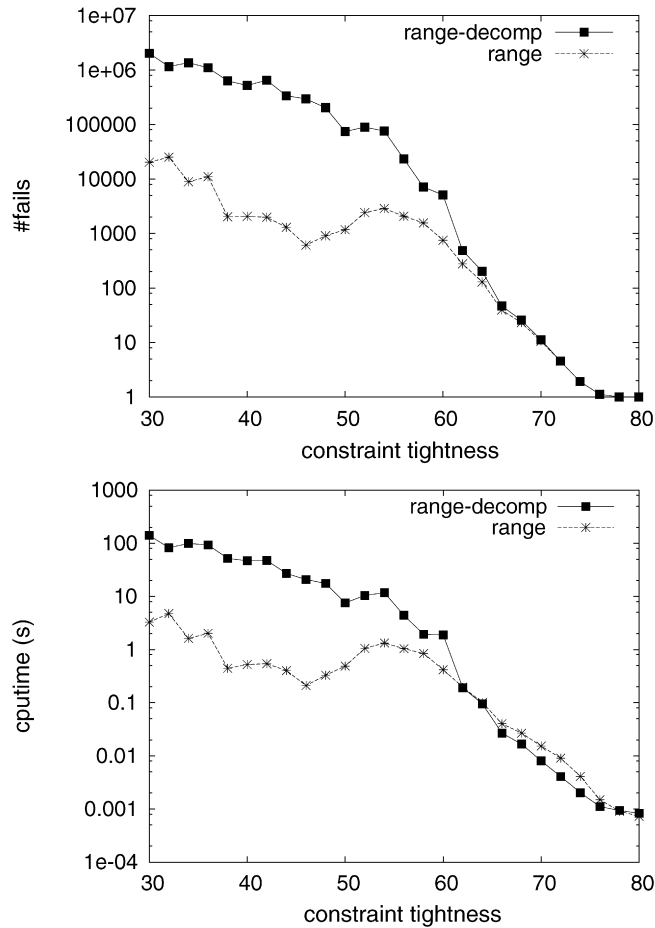 1e+07
1e+06
100000
10000
1000
100
10
1
#fails
range-decomp
range
30 40 50 60 70 80
constraint tightness
1000
100
10
1
0.1
0.01
0.001
1e-04
cputime (s)
range-decomp
range
30 40 50 60 70 80
constraint tightness